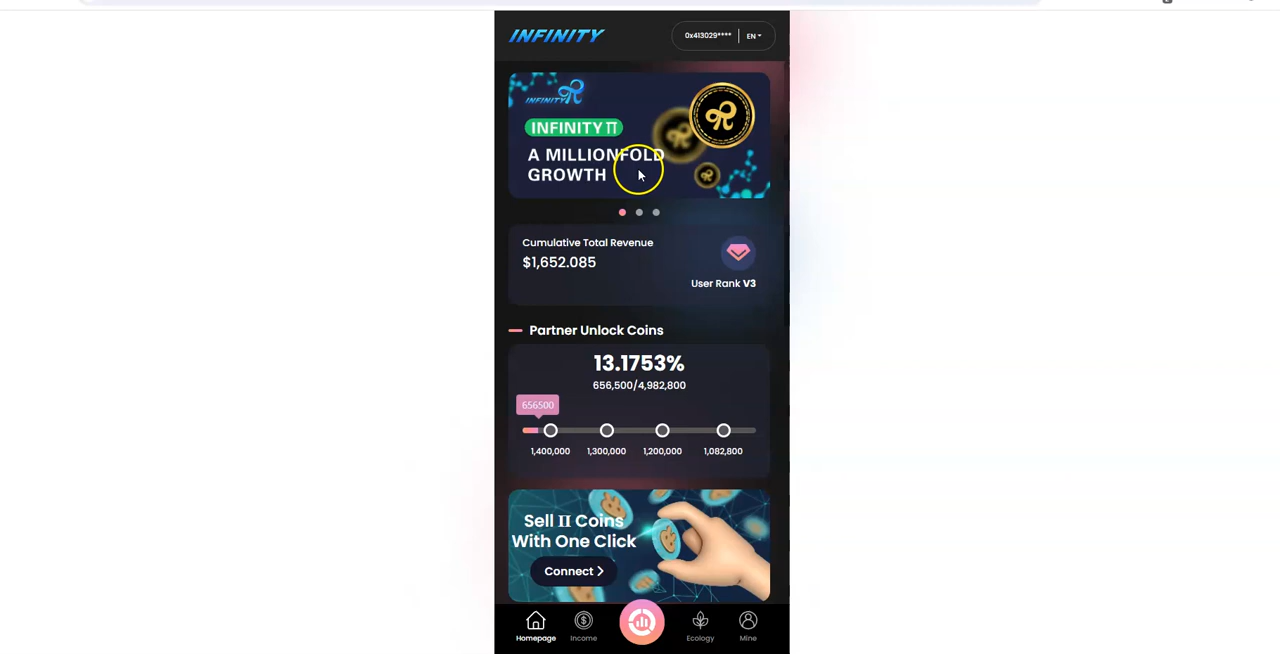 INFINITY
0x413029**** EN
INFINITY
INFINITY π
A MILLIONFOLD
GROWTH
Cumulative Total Revenue
$1,652.085
User Rank V3
Partner Unlock Coins
13.1753%
656,500/4,982,800
656500
1,400,000 1,300,000 1,200,000 1,082,800
Sell II Coins
With One Click
Connect
Homepage Income Ecology Mine